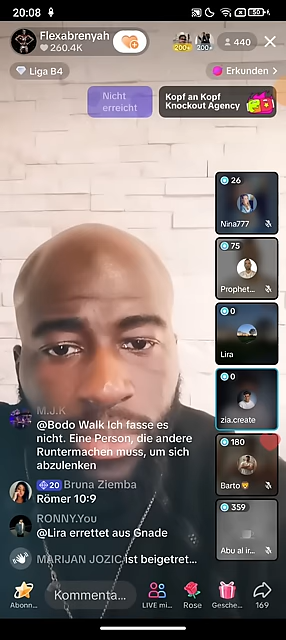 20:08
50
Flexabrenyah
260.4K
200+
200+
440
Liga B4
Erkunden >
Nicht
erreicht
Kopf an Kopf
Knockout Agency
26
Nina777
75
Prophet...
0
Lira
0
zia.create
180
Barto
359
Abu al ir...
M.J.K
@Bodo Walk Ich fasse es
nicht. Eine Person, die andere
Runtermachen muss, um sich
abzulenken
20 Bruna Ziemba
Römer 10:9
RONNY.You
@Lira errettet aus Gnade
MARIJAN JOZIC ist beigetret...
Abonn...
Kommenta...
LIVE mi...
Rose
Gesche...
169